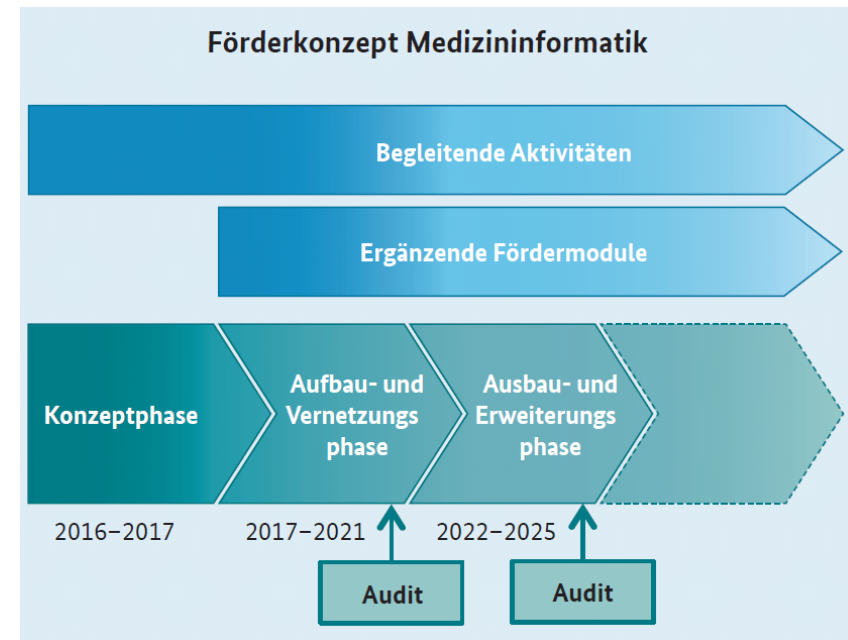 Förderkonzept Medizininformatik
Begleitende Aktivitäten
Ergänzende Fördermodule
Konzeptphase
Aufbau- und
Vernetzungs
phase
Ausbau- und
Erweiterungs
phase
2016–2017
2017–2021
2022–2025
Audit
Audit